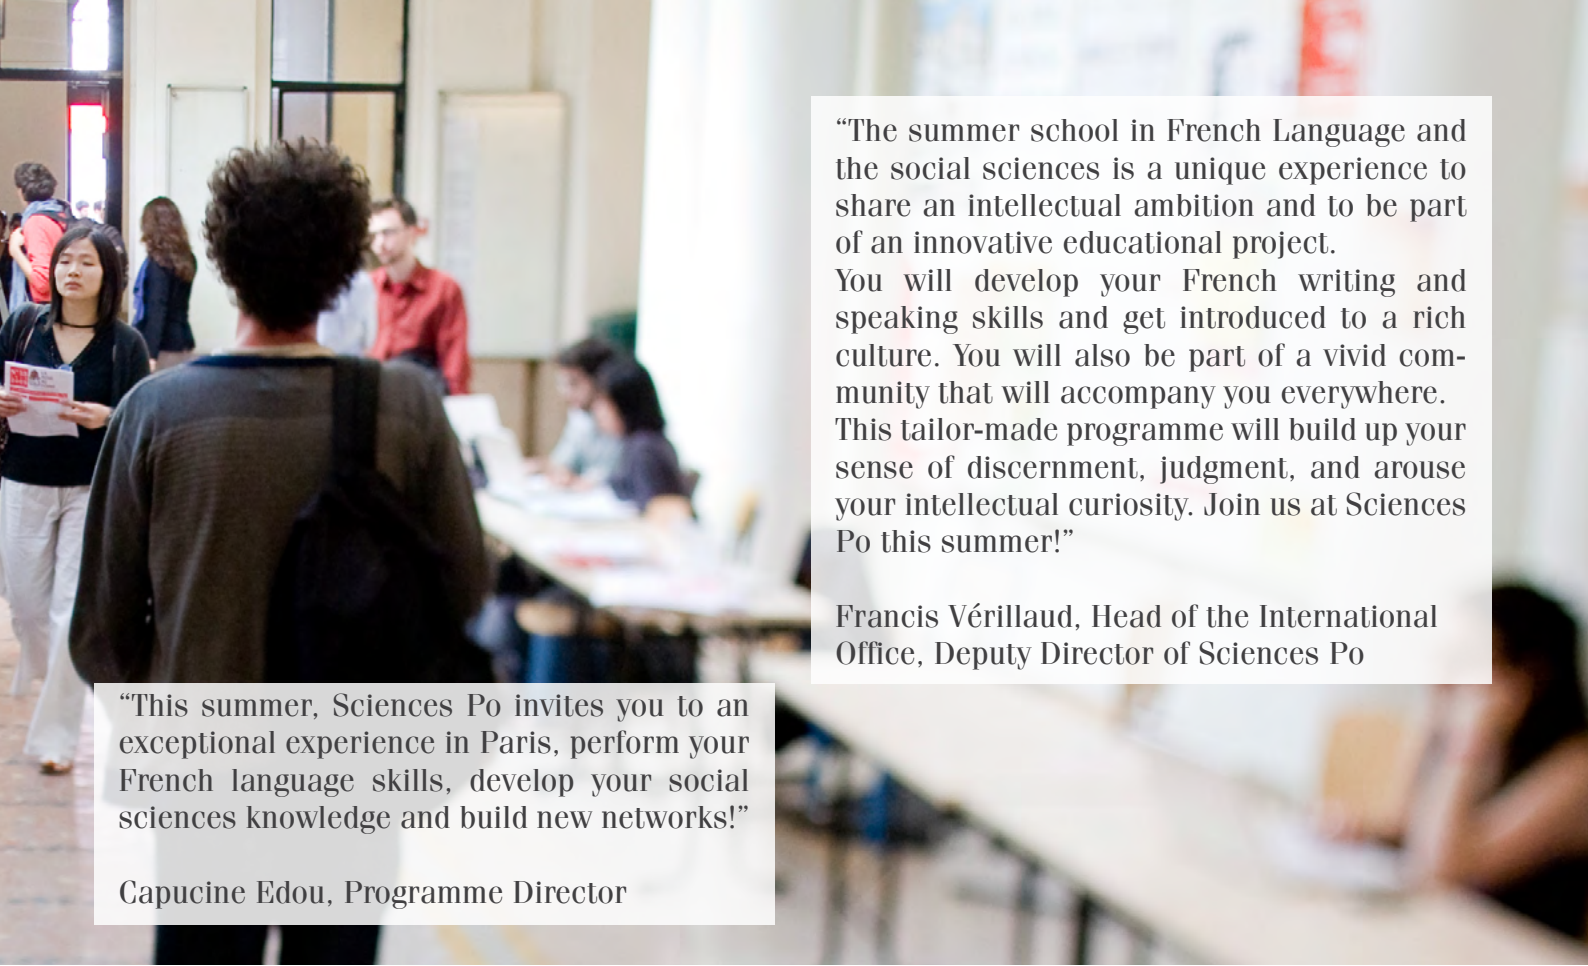 “The summer school in French Language and
the social sciences is a unique experience to
share an intellectual ambition and to be part
of an innovative educational project.
You will develop your French writing and
speaking skills and get introduced to a rich
culture. You will also be part of a vivid com-
munity that will accompany you everywhere.
This tailor-made programme will build up your
sense of discernment, judgment, and arouse
your intellectual curiosity. Join us at Sciences
Po this summer!”
Francis Vérillaud, Head of the International
Office, Deputy Director of Sciences Po
“This summer, Sciences Po invites you to an
exceptional experience in Paris, perform your
French language skills, develop your social
sciences knowledge and build new networks!”
Capucine Edou, Programme Director